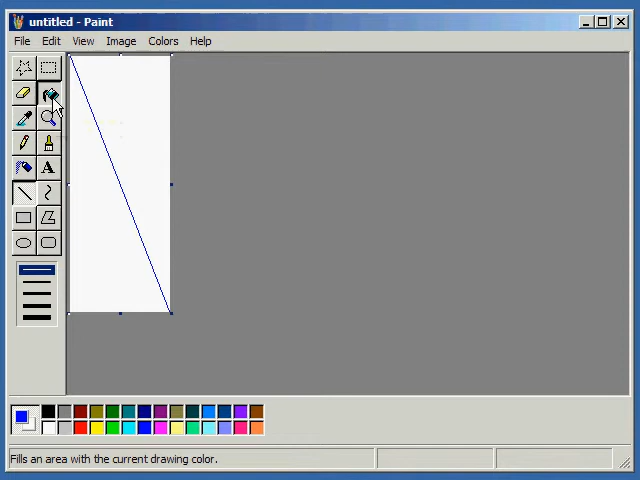 untitled - Paint
File Edit View Image Colors Help
A
Fills an area with the current drawing color.